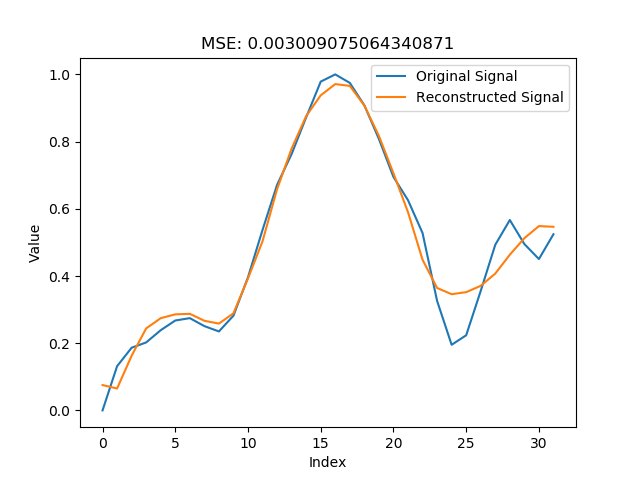 MSE: 0.003009075064340871
Original Signal
Reconstructed Signal
1.0
0.8
0.6
0.4
0.2
0.0
Value
0 5 10 15 20 25 30
Index